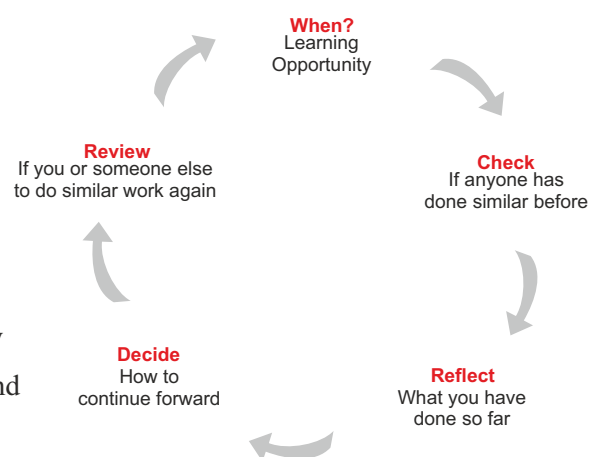 When?
Learning
Opportunity
Check
If anyone has
done similar before
Reflect
What you have
done so far
Decide
How to
continue forward
Review
If you or someone else
to do similar work again